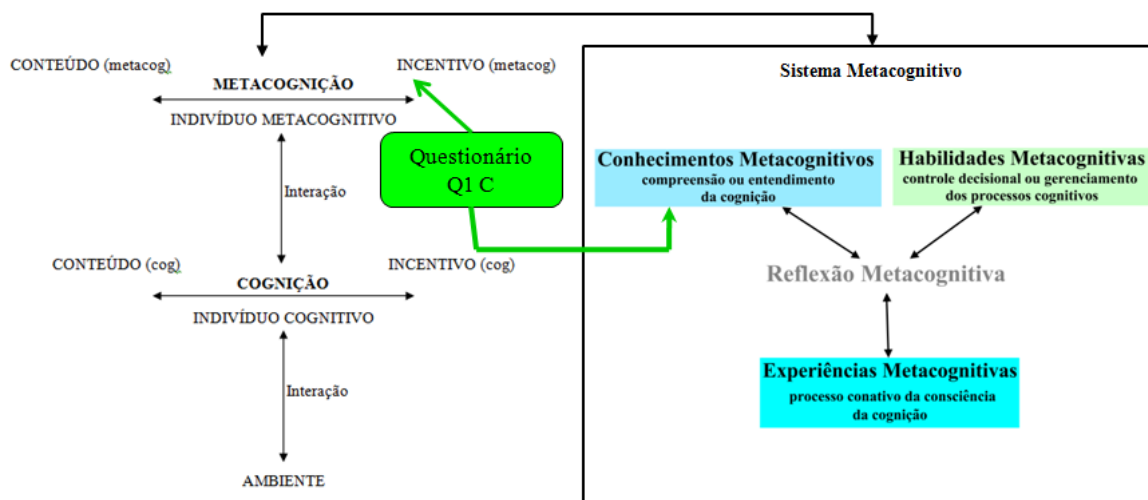 CONTEÚDO (metacog)
INCENTIVO (metacog)
METACOGNIÇÃO
INDIVÍDUO METACOGNITIVO
Questionário
Q1 C
Interação
CONTEÚDO (cog)
INCENTIVO (cog)
COGNIÇÃO
INDIVÍDUO COGNITIVO
Interação
AMBIENTE
Sistema Metacognitivo
Conhecimentos Metacognitivos
compreensão ou entendimento
da cognição
Habilidades Metacognitivas
controle decisional ou gerenciamento
dos processos cognitivos
Reflexão Metacognitiva
Experiências Metacognitivas
processo conativo da consciência
da cognição